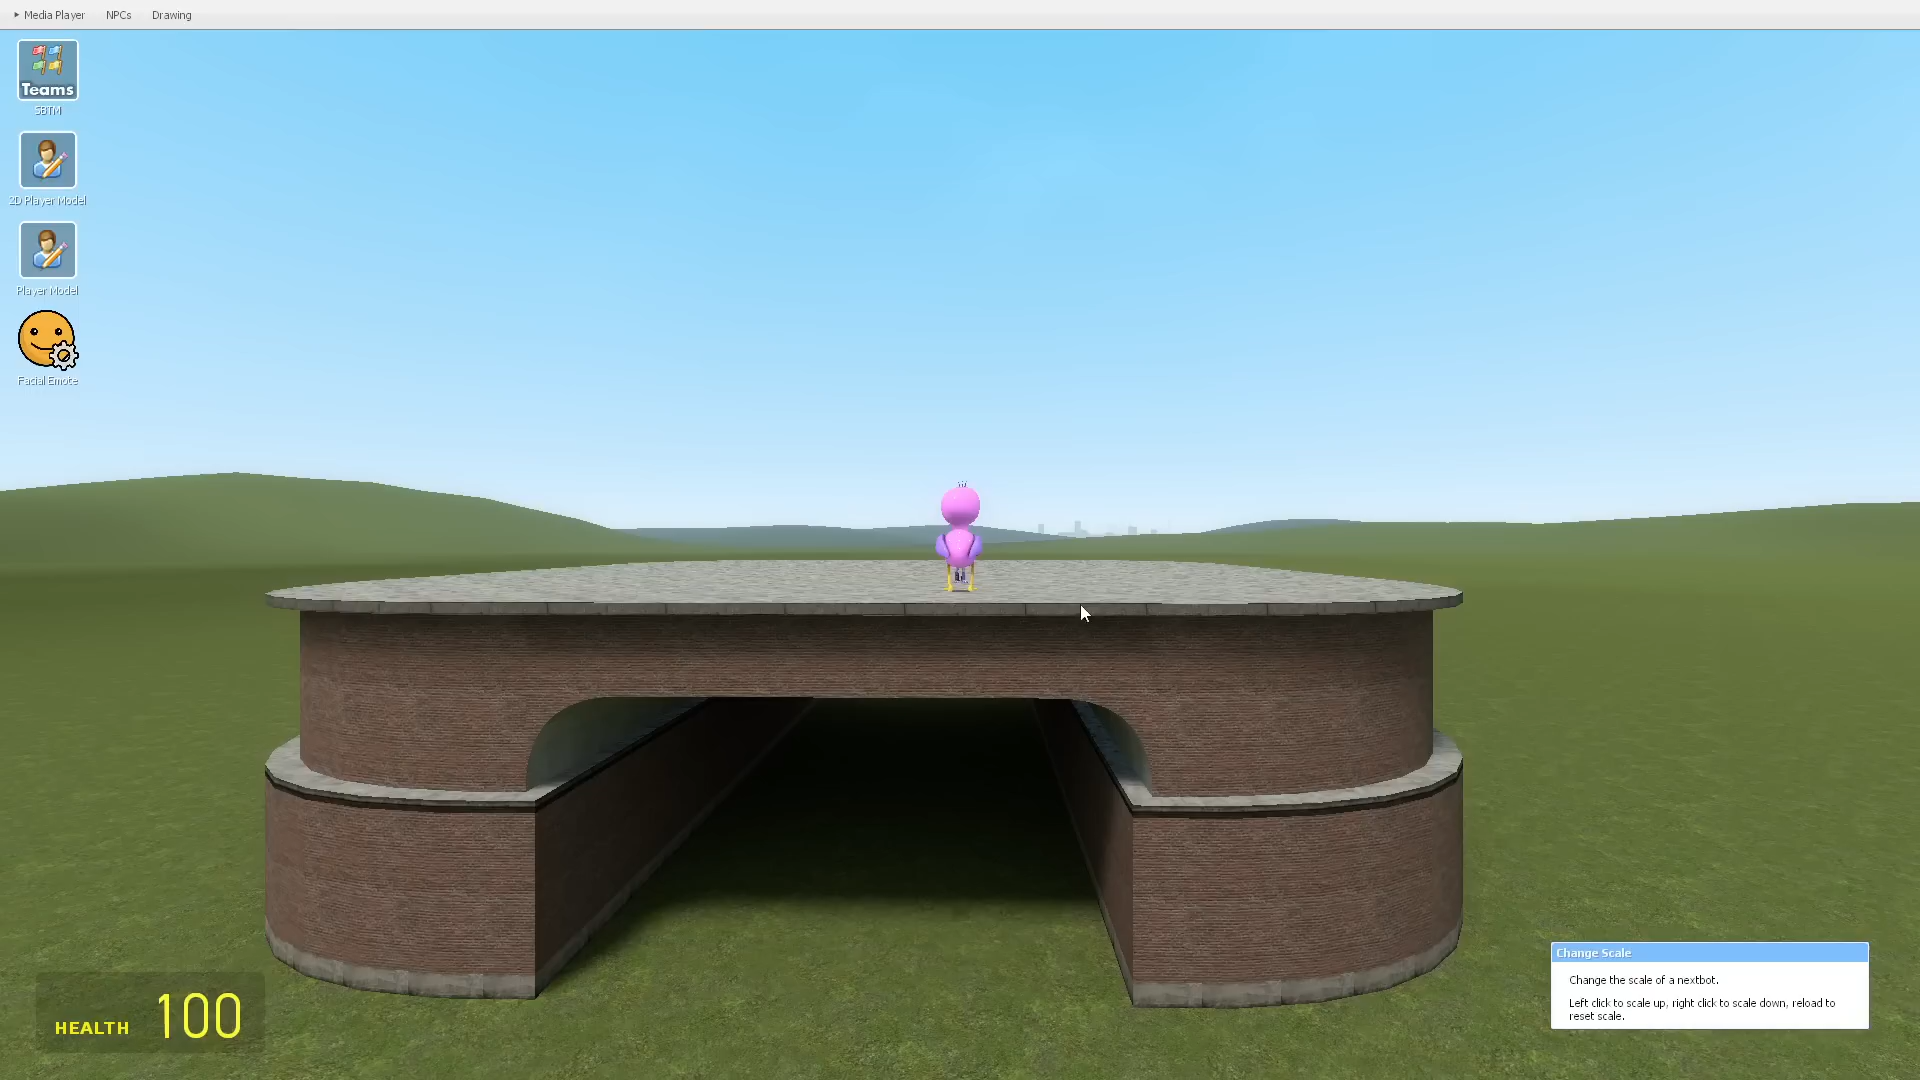 Media Player NPCs Drawing
Teams
SBTM
2D Player Model
Player Model
Facial Emote
HEALTH 100
Change Scale
Change the scale of a nextbot.
Left click to scale up, right click to scale down, reload to
reset scale.